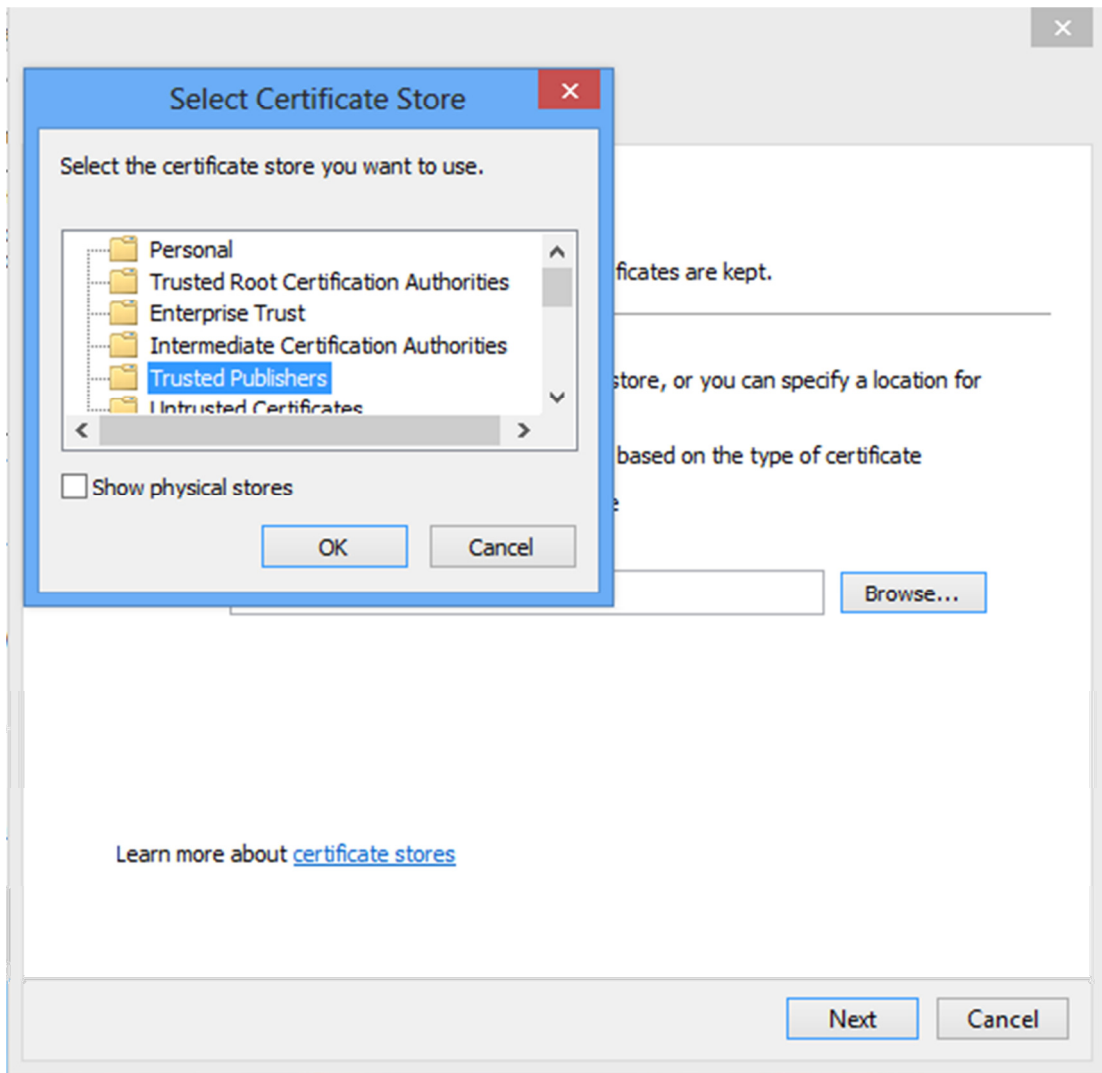 Select Certificate Store
Select the certificate store you want to use.
Personal
Trusted Root Certification Authorities
Enterprise Trust
Intermediate Certification Authorities
Trusted Publishers
Untrusted Certificates
Show physical stores
OK Cancel
ficates are kept.
store, or you can specify a location for
based on the type of certificate
Browse...
Learn more about certificate stores
Next Cancel